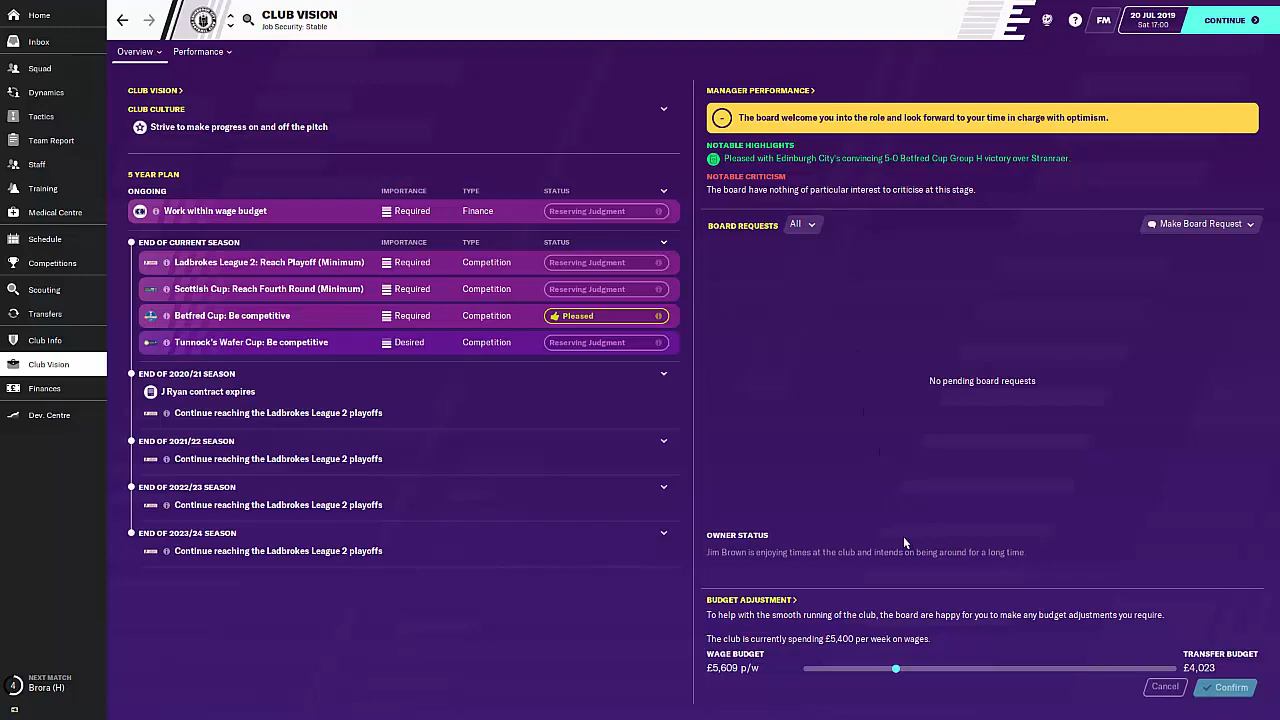 Home
Inbox
Squad
Dynamics
Tactics
Team Report
Staff
Training
Medical Centre
Schedule
Competitions
Scouting
Transfers
Club Info
Club Vision
Finances
Dev. Centre
4
NEXT MATCH
Brora (H)
CLUB VISION
Job Security: Stable
?
FM
20 JUL 2019
Sat 17:00
CONTINUE
Overview
Performance
CLUB VISION >
CLUB CULTURE
Strive to make progress on and off the pitch
5 YEAR PLAN
ONGOING IMPORTANCE TYPE STATUS
Work within wage budget Required Finance Reserving Judgment
END OF CURRENT SEASON IMPORTANCE TYPE STATUS
Ladbrokes League 2: Reach Playoff (Minimum) Required Competition Reserving Judgment
Scottish Cup: Reach Fourth Round (Minimum) Required Competition Reserving Judgment
Betfred Cup: Be competitive Required Competition Pleased
Tunnock's Wafer Cup: Be competitive Desired Competition Reserving Judgment
END OF 2020/21 SEASON
J Ryan contract expires
Continue reaching the Ladbrokes League 2 playoffs
END OF 2021/22 SEASON
Continue reaching the Ladbrokes League 2 playoffs
END OF 2022/23 SEASON
Continue reaching the Ladbrokes League 2 playoffs
END OF 2023/24 SEASON
Continue reaching the Ladbrokes League 2 playoffs
MANAGER PERFORMANCE >
The board welcome you into the role and look forward to your time in charge with optimism.
NOTABLE HIGHLIGHTS
Pleased with Edinburgh City's convincing 5-0 Betfred Cup Group H victory over Stranraer.
NOTABLE CRITICISM
The board have nothing of particular interest to criticise at this stage.
BOARD REQUESTS All Make Board Request
No pending board requests
OWNER STATUS
Jim Brown is enjoying times at the club and intends on being around for a long time.
BUDGET ADJUSTMENT >
To help with the smooth running of the club, the board are happy for you to make any budget adjustments you require.
The club is currently spending £5,400 per week on wages.
WAGE BUDGET TRANSFER BUDGET
£5,609 p/w £4,023
Cancel Confirm